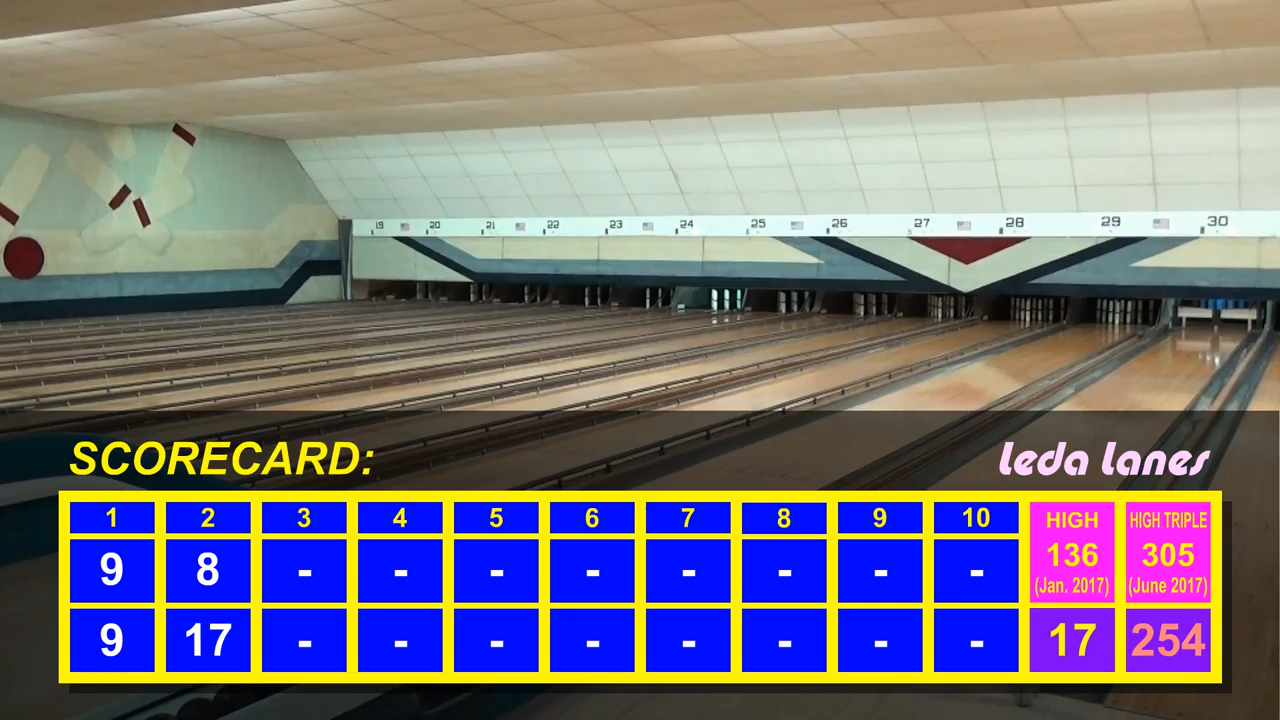 19 20 21 22 23 24 25 26 27 28 29 30
SCORECARD:
Leda Lanes
1 2 3 4 5 6 7 8 9 10
9 8 - - - - - - - -
9 17 - - - - - - - -
HIGH
136
(Jan. 2017)
17
HIGH TRIPLE
305
(June 2017)
254